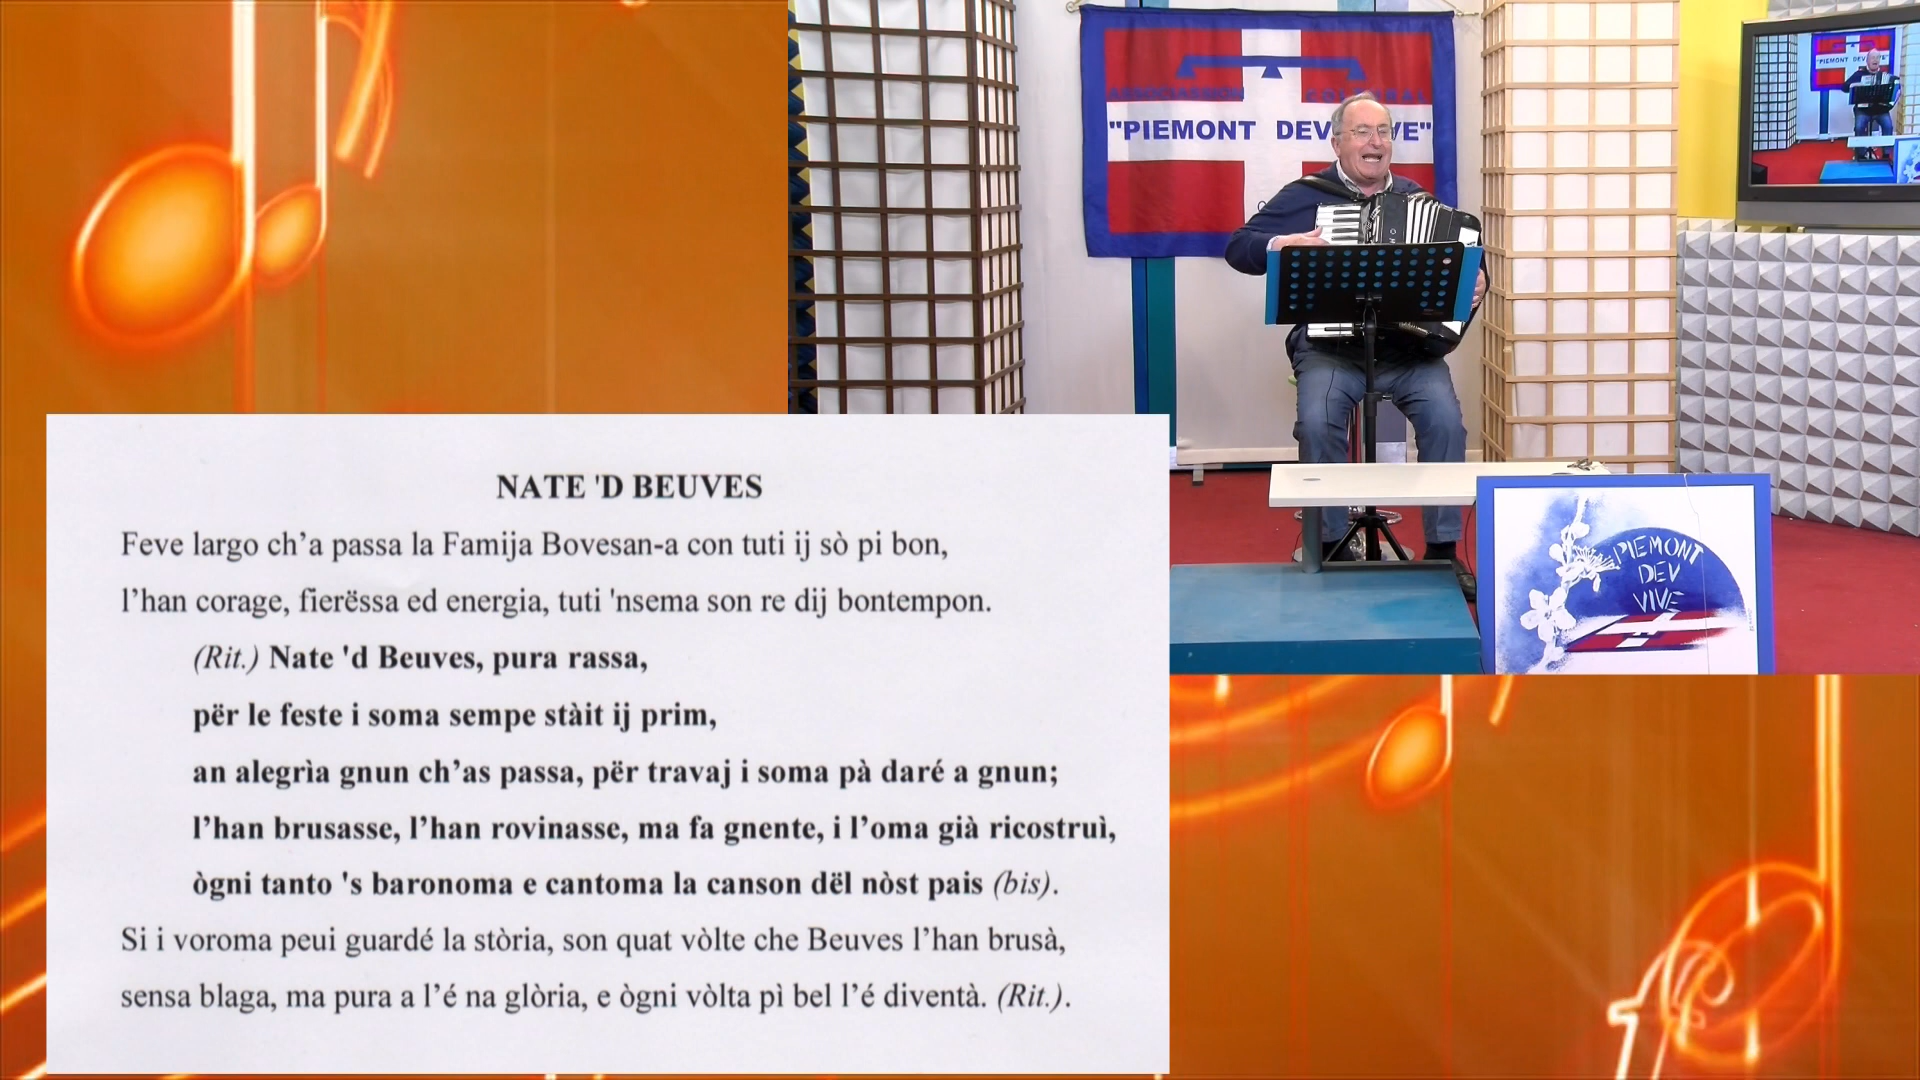 ASSOCIASSION CULTURAL
"PIEMONT DEV VE"
PIEMONT
DEV
VIVE
NATE 'D BEUVES
Feve largo ch’a passa la Famija Bovesan-a con tuti ij sò pi bon,
l’han corage, fierëssa ed energia, tuti 'nsema son re dij bontempon.
(Rit.) Nate 'd Beuves, pura rassa,
për le feste i soma sempe stàit ij prim,
an alegrìa gnun ch’as passa, për travaj i soma pà daré a gnun;
l’han brusasse, l’han rovinasse, ma fa gnente, i l’oma già ricostruì,
ògni tanto 's baronoma e cantoma la canson dël nòst pais (bis).
Si i voroma peui guardé la stòria, son quat vòlte che Beuves l’han brusà,
sensa blaga, ma pura a l’é na glòria, e ògni vòlta pì bel l’é diventà. (Rit.).